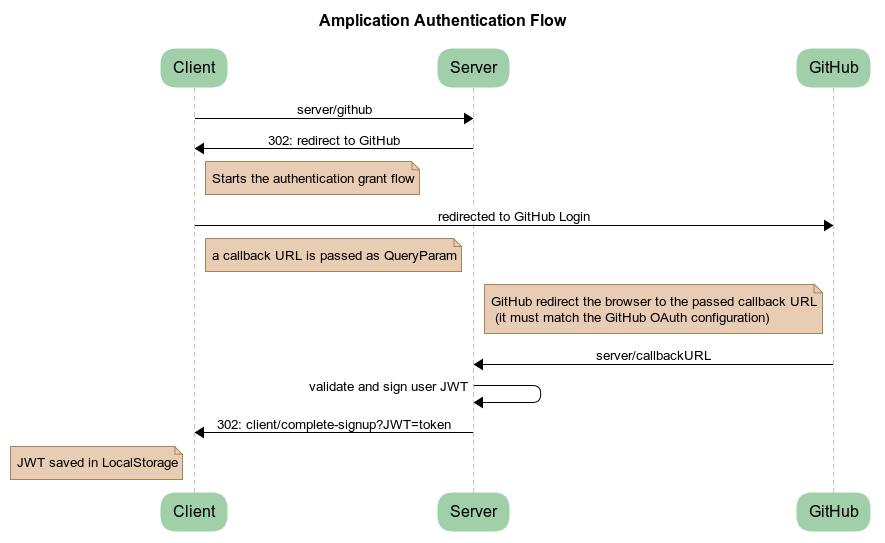 Amplication Authentication Flow
Client
Server
GitHub
server/github
302: redirect to GitHub
Starts the authentication grant flow
redirected to GitHub Login
a callback URL is passed as QueryParam
GitHub redirect the browser to the passed callback URL
(it must match the GitHub OAuth configuration)
server/callbackURL
validate and sign user JWT
302: client/complete-signup?JWT=token
JWT saved in LocalStorage
Client
Server
GitHub